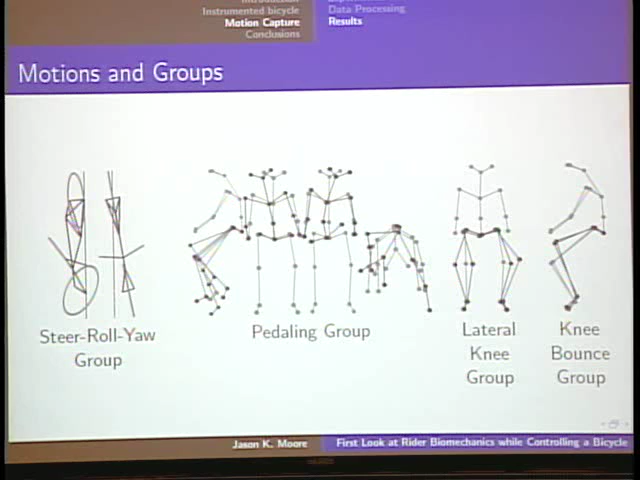 Introduction
Instrumented bicycle
Motion Capture
Conclusions
Data Processing
Results
Motions and Groups
Steer-Roll-Yaw
Group
Pedaling Group
Lateral
Knee
Group
Knee
Bounce
Group
Jason K. Moore
First Look at Rider Biomechanics while Controlling a Bicycle